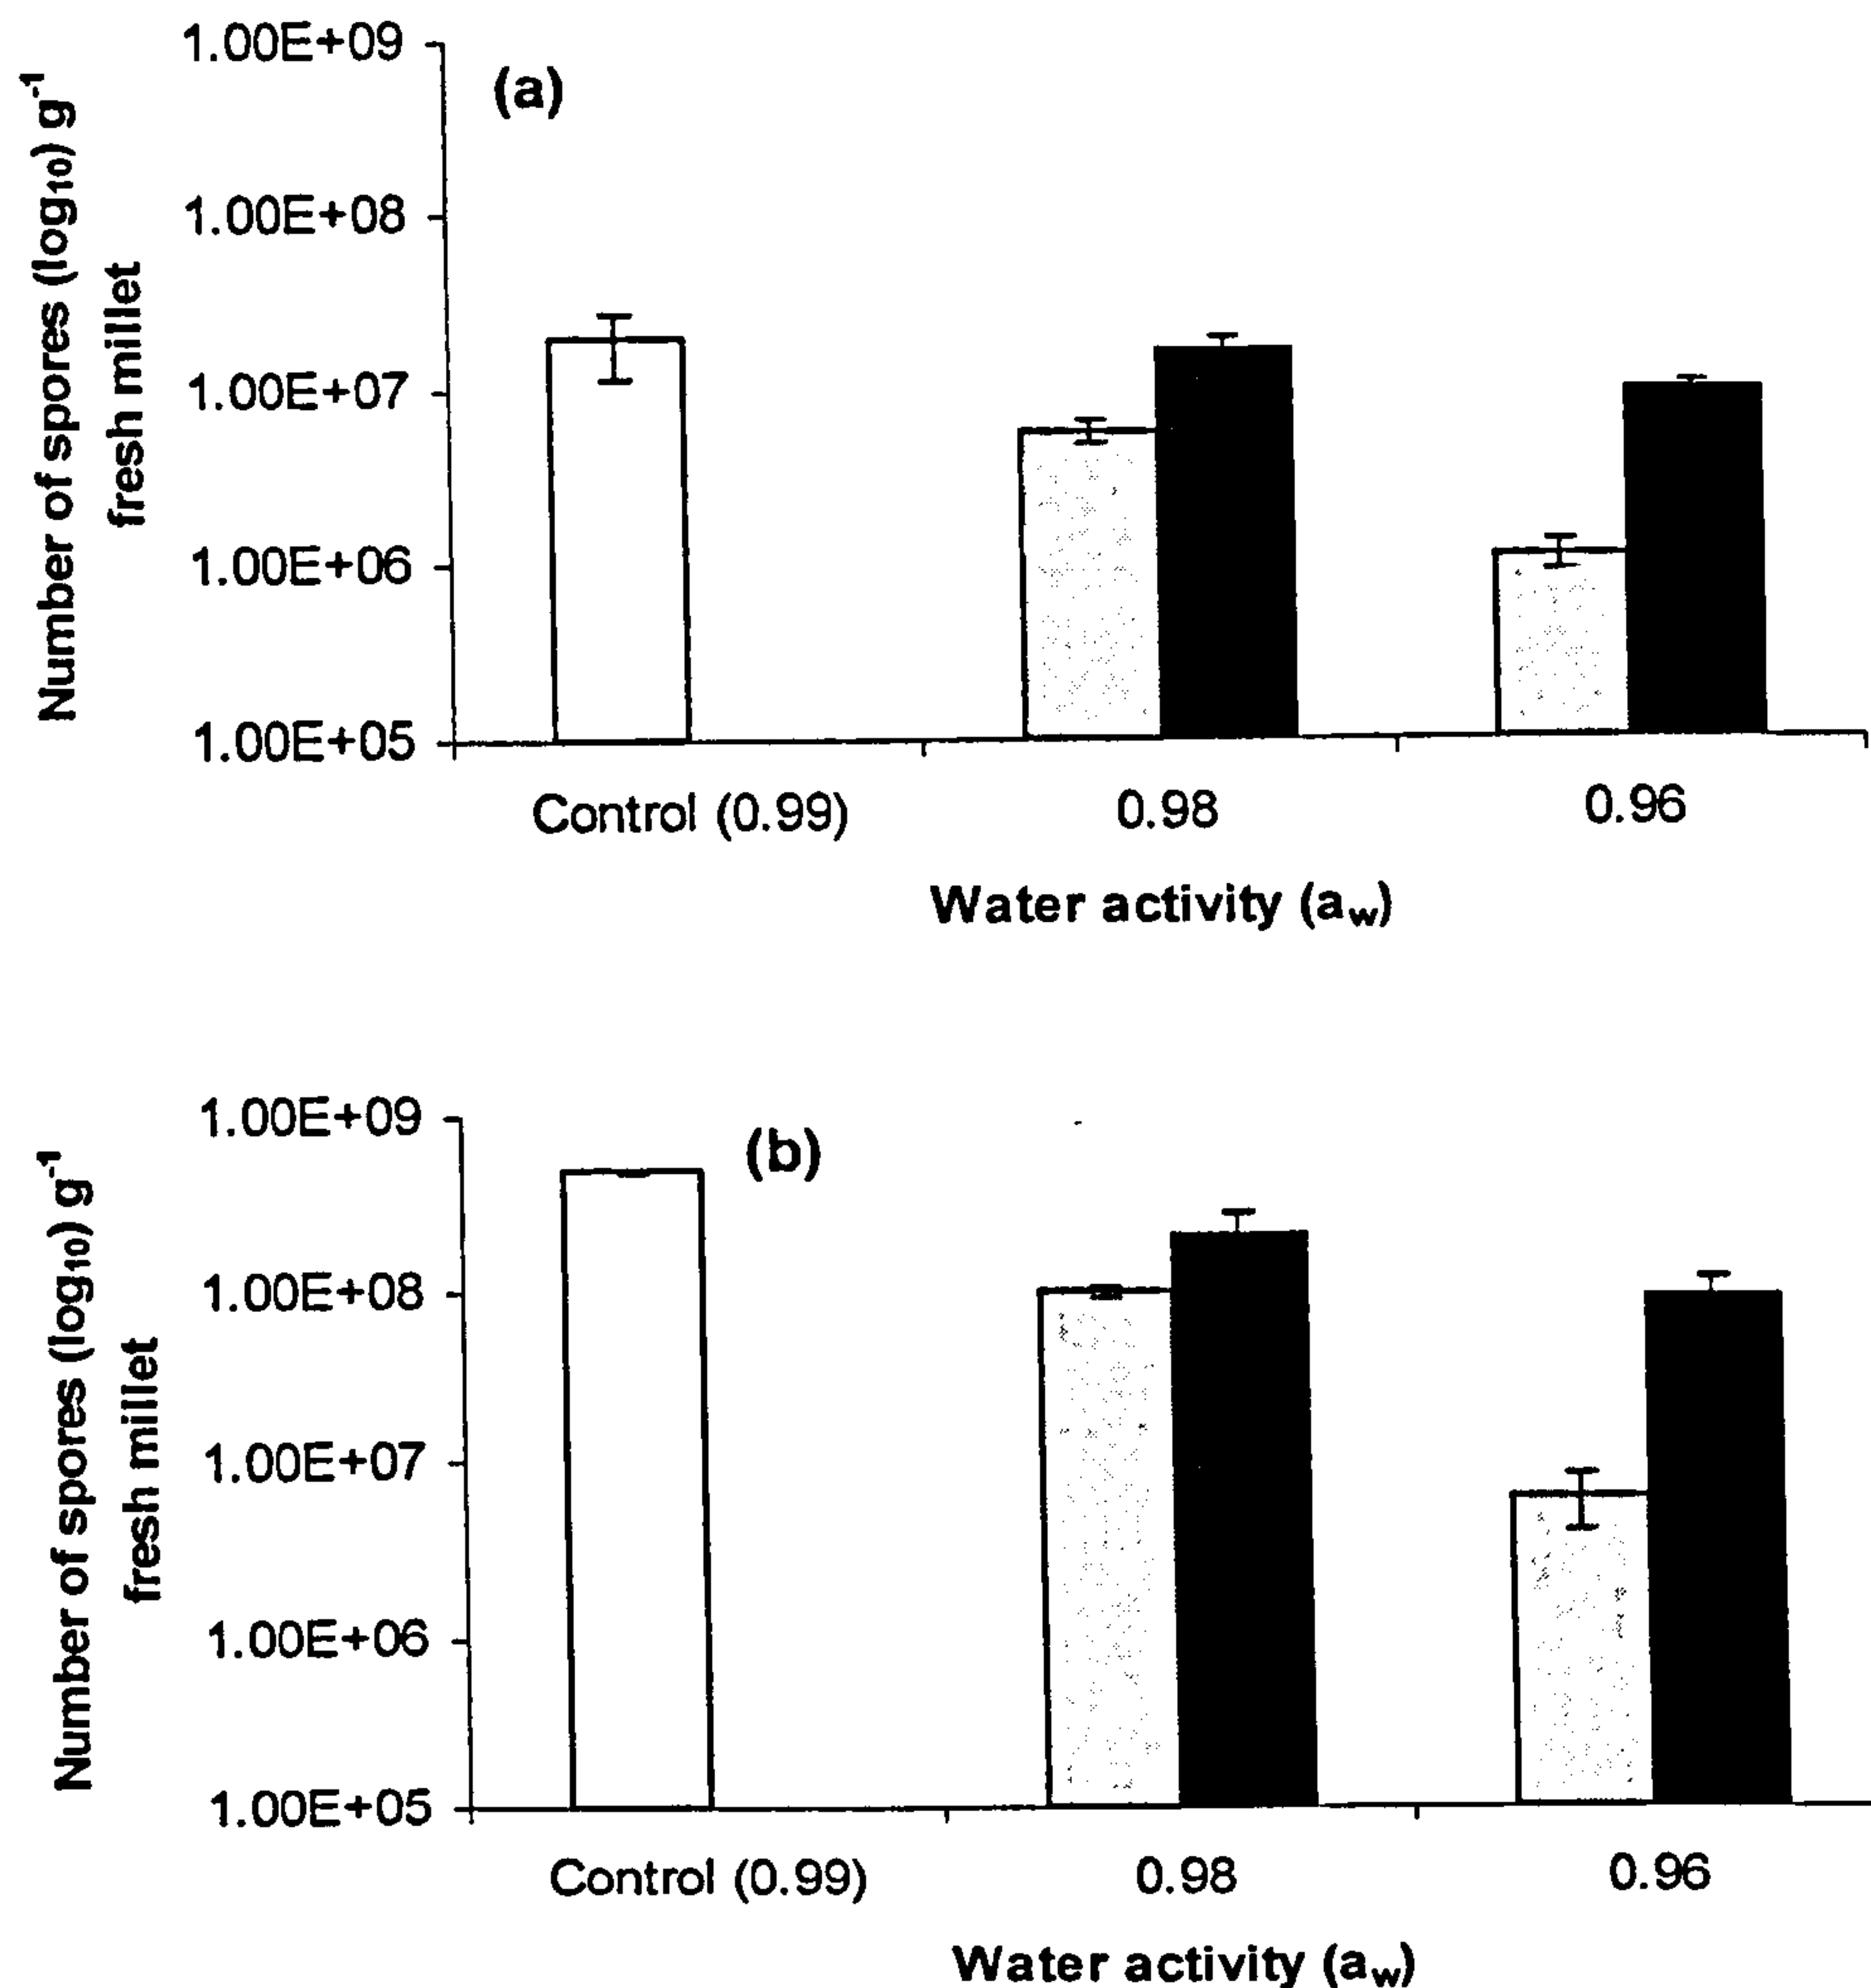 1.00E+09
(a)
1.00E+08
1.00E+07
1.00E+06
1.00E+05
Number of spores (log₁₀) g⁻¹
fresh millet
Control (0.99) 0.98 0.96
Water activity (a_w)
1.00E+09
(b)
1.00E+08
1.00E+07
1.00E+06
1.00E+05
Number of spores (log₁₀) g⁻¹
fresh millet
Control (0.99) 0.98 0.96
Water activity (a_w)